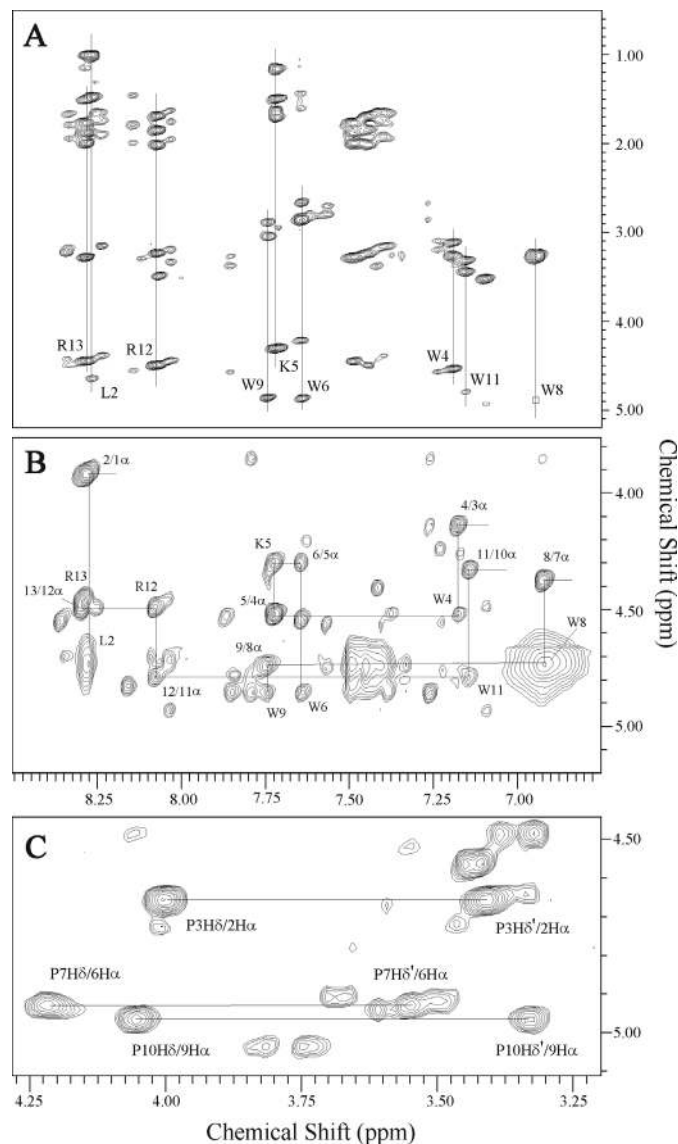 A
1.00
2.00
3.00
4.00
5.00
R13
L2
R12
W9
K5
W6
W4
W11
W8
B
2/1α
4.00
4/3α
K5
6/5α
11/10α
8/7α
R13
R12
13/12α
5/4α
W4
4.50
L2
9/8α
W8
12/11α
W9
W6
W11
5.00
8.25
8.00
7.75
7.50
7.25
7.00
Chemical Shift (ppm)
C
4.50
P3Hδ/2Hα
P3Hδ'/2Hα
P7Hδ/6Hα
P7Hδ'/6Hα
P10Hδ/9Hα
P10Hδ'/9Hα
5.00
4.25
4.00
3.75
3.50
3.25
Chemical Shift (ppm)